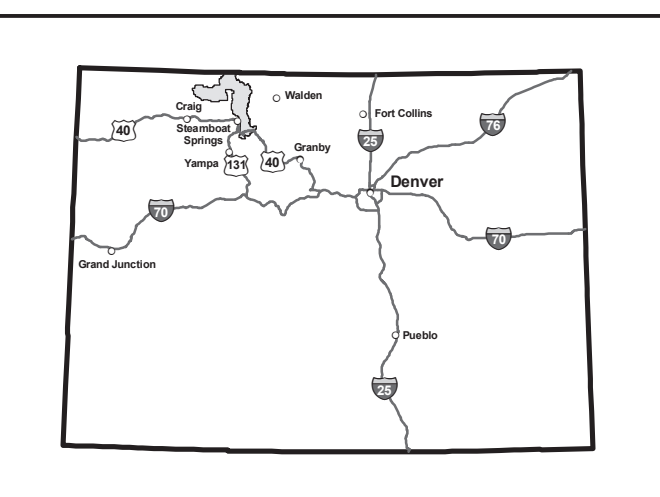 Walden
Craig
Fort Collins
Steamboat
Springs
76
40
25
Granby
Yampa
131
40
Denver
70
70
Grand Junction
Pueblo
25